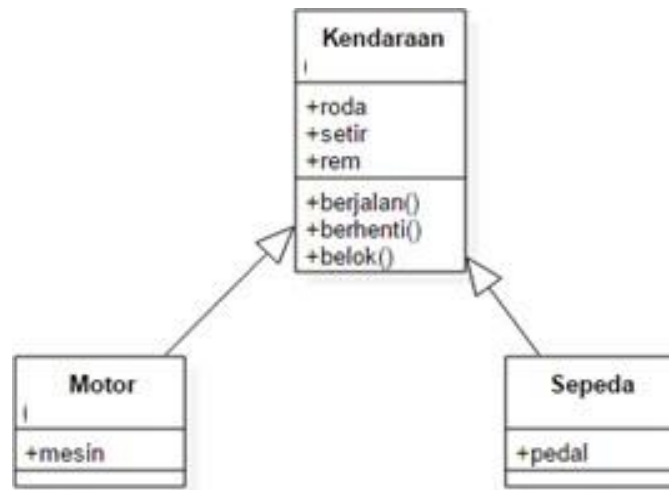 Kendaraan
+roda
+setir
+rem
+berjalan()
+berhenti()
+belok()
Motor
+mesin
Sepeda
+pedal